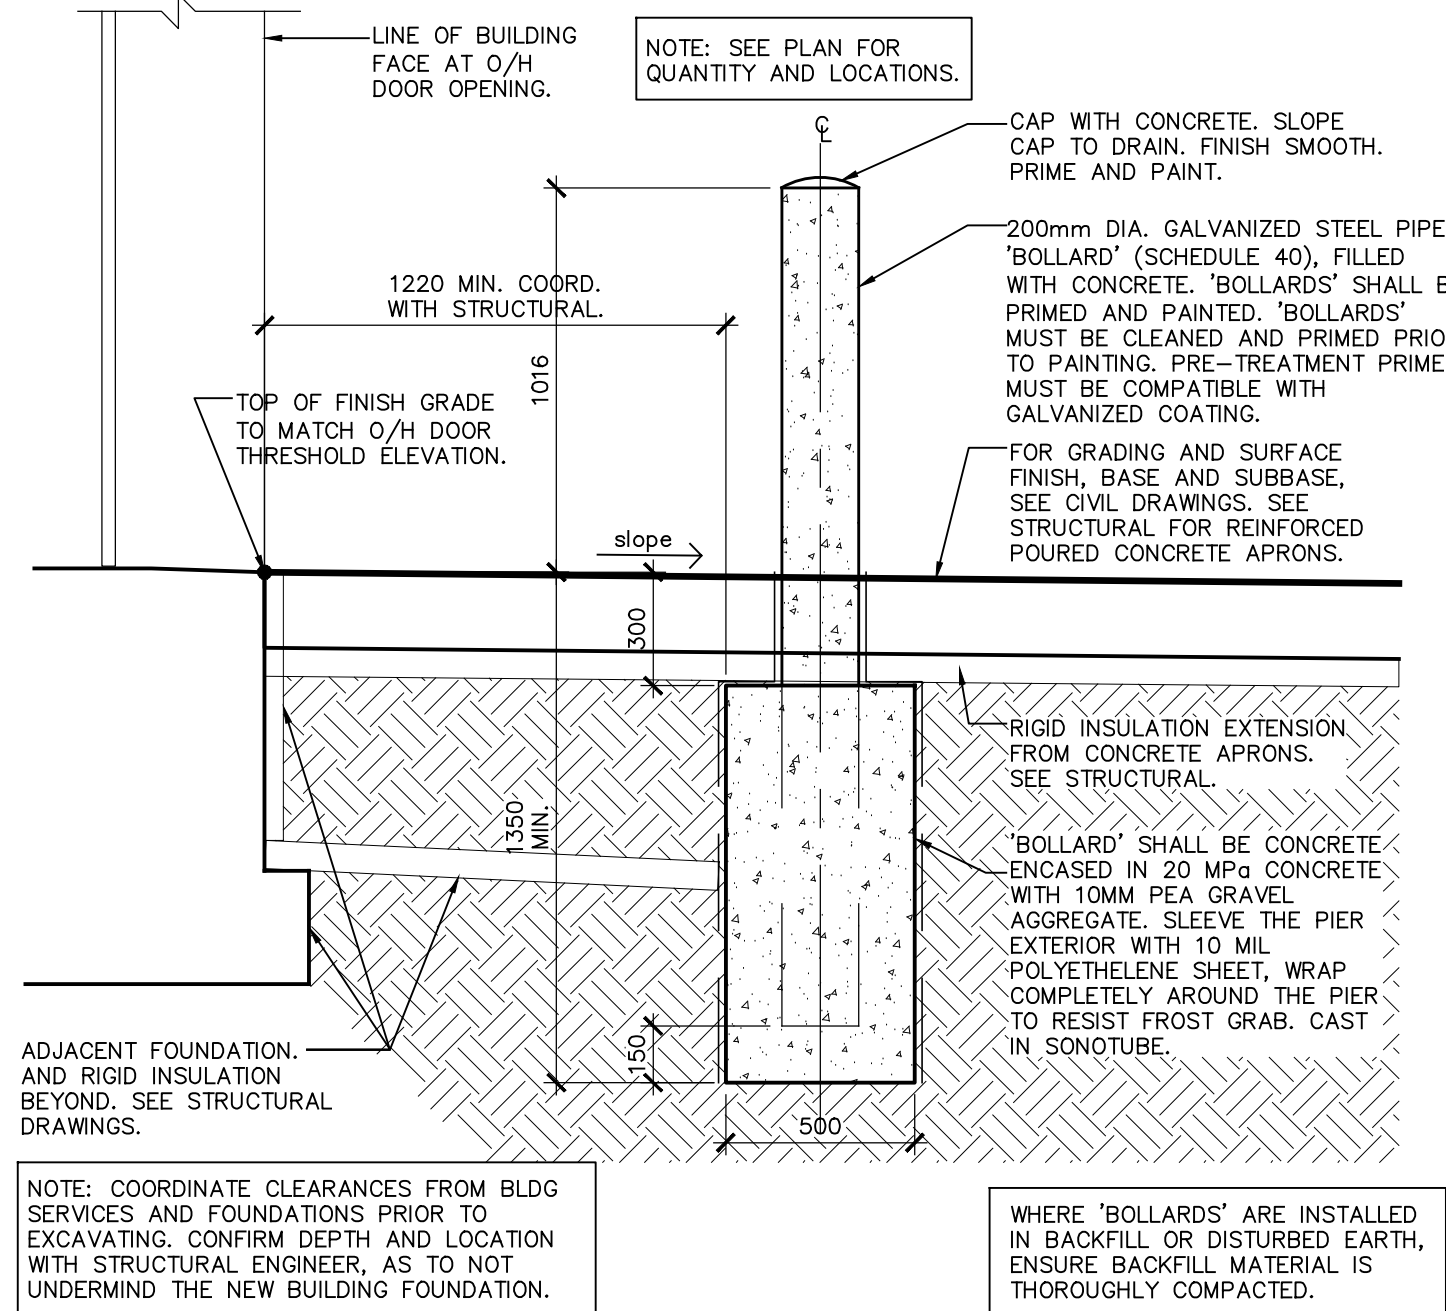 LINE OF BUILDING
FACE AT O/H
DOOR OPENING.
NOTE: SEE PLAN FOR
QUANTITY AND LOCATIONS.
℄
CAP WITH CONCRETE. SLOPE
CAP TO DRAIN. FINISH SMOOTH.
PRIME AND PAINT.
200mm DIA. GALVANIZED STEEL PIPE
'BOLLARD' (SCHEDULE 40), FILLED
WITH CONCRETE. 'BOLLARDS' SHALL B
PRIMED AND PAINTED. 'BOLLARDS'
MUST BE CLEANED AND PRIMED PRIO
TO PAINTING. PRE-TREATMENT PRIME
MUST BE COMPATIBLE WITH
GALVANIZED COATING.
1220 MIN. COORD.
WITH STRUCTURAL.
1016
TOP OF FINISH GRADE
TO MATCH O/H DOOR
THRESHOLD ELEVATION.
FOR GRADING AND SURFACE
FINISH, BASE AND SUBBASE,
SEE CIVIL DRAWINGS. SEE
STRUCTURAL FOR REINFORCED
POURED CONCRETE APRONS.
slope
300
RIGID INSULATION EXTENSION
FROM CONCRETE APRONS.
SEE STRUCTURAL.
1350
MIN.
'BOLLARD' SHALL BE CONCRETE
ENCASED IN 20 MPa CONCRETE
WITH 10MM PEA GRAVEL
AGGREGATE. SLEEVE THE PIER
EXTERIOR WITH 10 MIL
POLYETHELENE SHEET, WRAP
COMPLETELY AROUND THE PIER
TO RESIST FROST GRAB. CAST
IN SONOTUBE.
150
ADJACENT FOUNDATION.
AND RIGID INSULATION
BEYOND. SEE STRUCTURAL
DRAWINGS.
500
NOTE: COORDINATE CLEARANCES FROM BLDG
SERVICES AND FOUNDATIONS PRIOR TO
EXCAVATING. CONFIRM DEPTH AND LOCATION
WITH STRUCTURAL ENGINEER, AS TO NOT
UNDERMIND THE NEW BUILDING FOUNDATION.
WHERE 'BOLLARDS' ARE INSTALLED
IN BACKFILL OR DISTURBED EARTH,
ENSURE BACKFILL MATERIAL IS
THOROUGHLY COMPACTED.